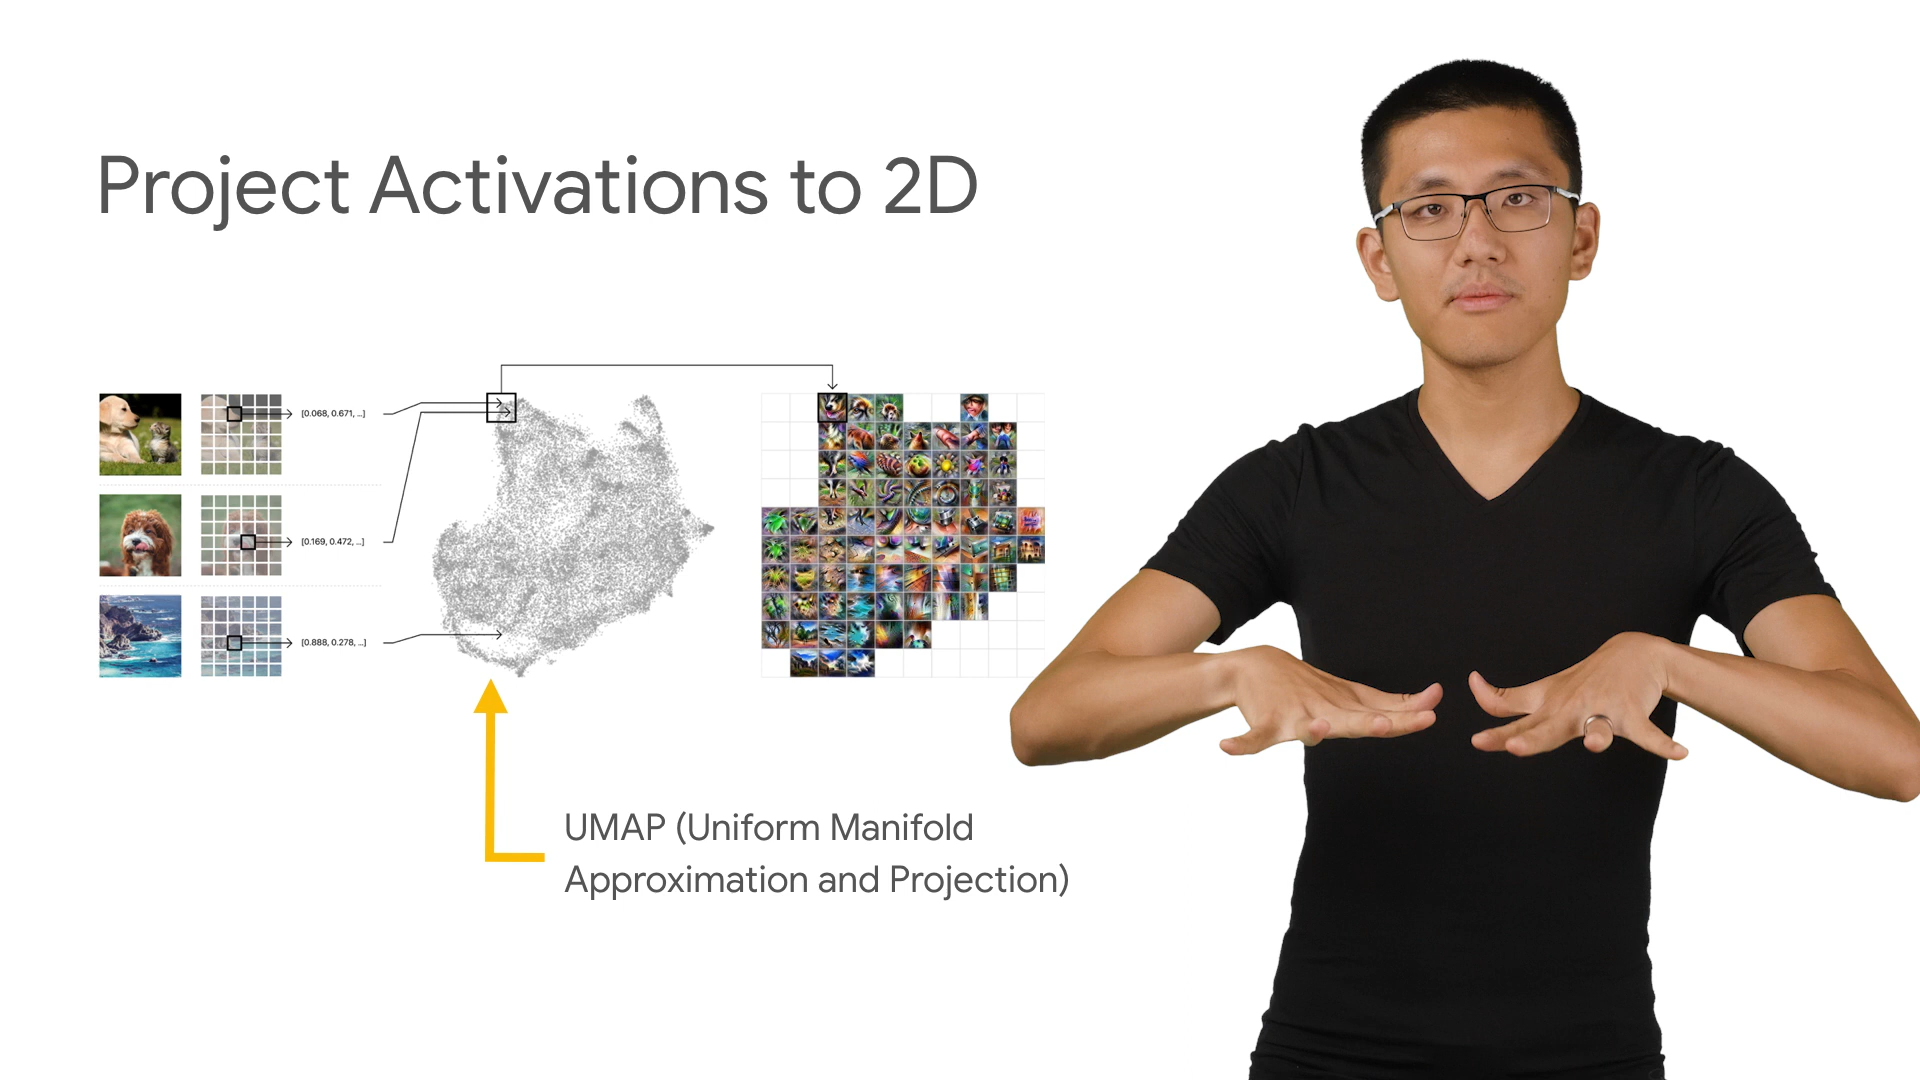 Project Activations to 2D
[0.068, 0.671, ...]
[0.169, 0.472, ...]
[0.888, 0.278, ...]
UMAP (Uniform Manifold
Approximation and Projection)